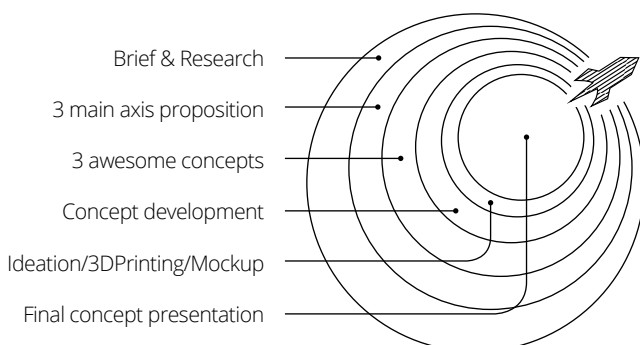 Brief & Research
3 main axis proposition
3 awesome concepts
Concept development
Ideation/3DPrinting/Mockup
Final concept presentation